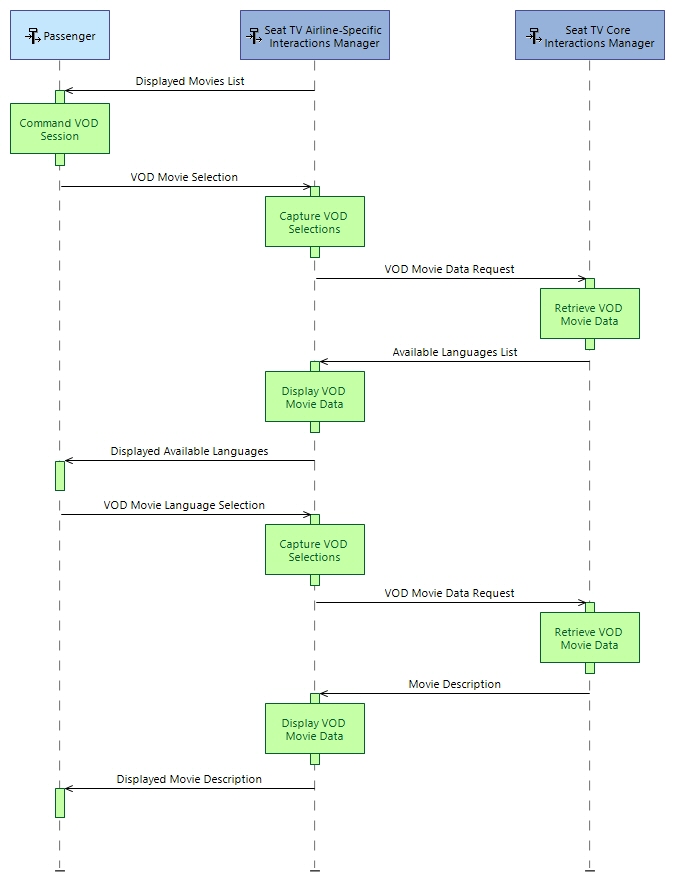 Passenger
Seat TV Airline-Specific
Interactions Manager
Seat TV Core
Interactions Manager
Displayed Movies List
Command VOD
Session
VOD Movie Selection
Capture VOD
Selections
VOD Movie Data Request
Retrieve VOD
Movie Data
Available Languages List
Display VOD
Movie Data
Displayed Available Languages
VOD Movie Language Selection
Capture VOD
Selections
VOD Movie Data Request
Retrieve VOD
Movie Data
Movie Description
Display VOD
Movie Data
Displayed Movie Description